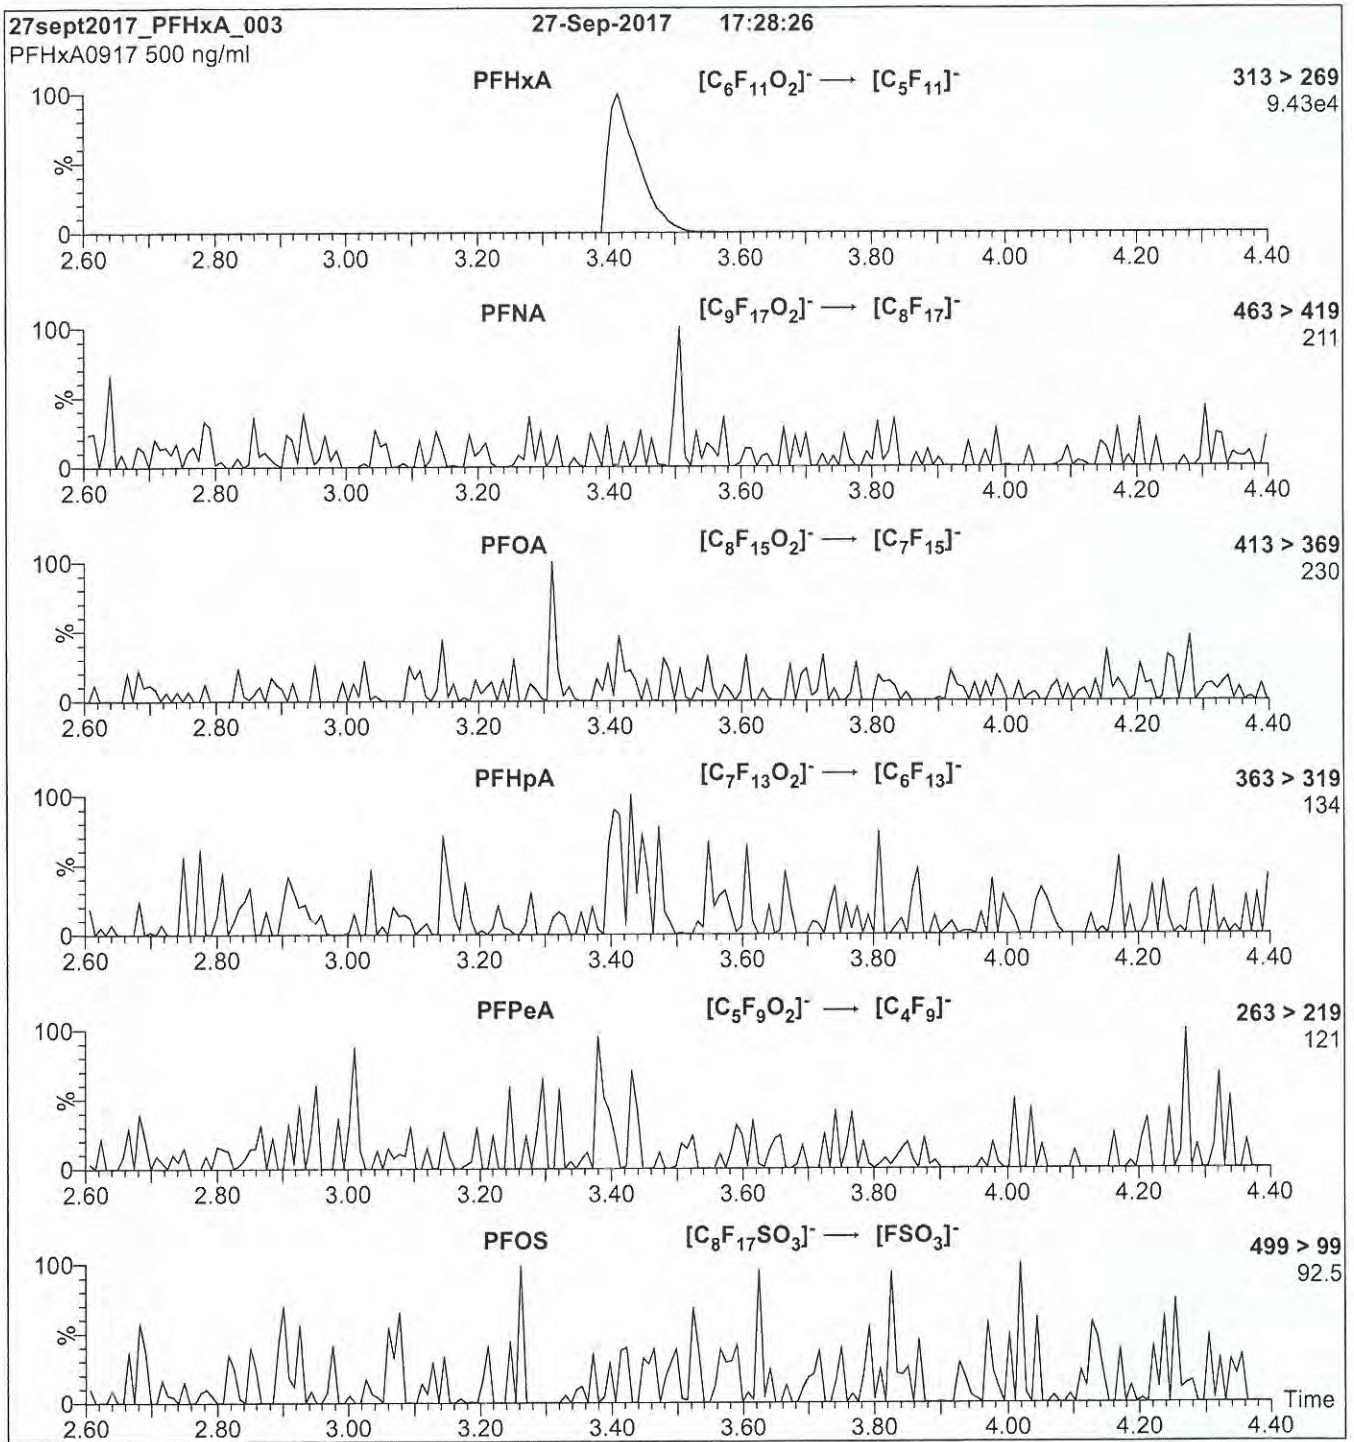 27sept2017_PFHxA_003 27-Sep-2017 17:28:26
PFHxA0917 500 ng/ml
PFHxA [C₆F₁₁O₂]⁻ ⟶ [C₅F₁₁]⁻ 313 > 269
9.43e4
100
%
0
2.60 2.80 3.00 3.20 3.40 3.60 3.80 4.00 4.20 4.40
PFNA [C₉F₁₇O₂]⁻ ⟶ [C₈F₁₇]⁻ 463 > 419
211
100
%
0
2.60 2.80 3.00 3.20 3.40 3.60 3.80 4.00 4.20 4.40
PFOA [C₈F₁₅O₂]⁻ ⟶ [C₇F₁₅]⁻ 413 > 369
230
100
%
0
2.60 2.80 3.00 3.20 3.40 3.60 3.80 4.00 4.20 4.40
PFHpA [C₇F₁₃O₂]⁻ ⟶ [C₆F₁₃]⁻ 363 > 319
134
100
%
0
2.60 2.80 3.00 3.20 3.40 3.60 3.80 4.00 4.20 4.40
PFPeA [C₅F₉O₂]⁻ ⟶ [C₄F₉]⁻ 263 > 219
121
100
%
0
2.60 2.80 3.00 3.20 3.40 3.60 3.80 4.00 4.20 4.40
PFOS [C₈F₁₇SO₃]⁻ ⟶ [FSO₃]⁻ 499 > 99
92.5
100
%
0 Time
2.60 2.80 3.00 3.20 3.40 3.60 3.80 4.00 4.20 4.40